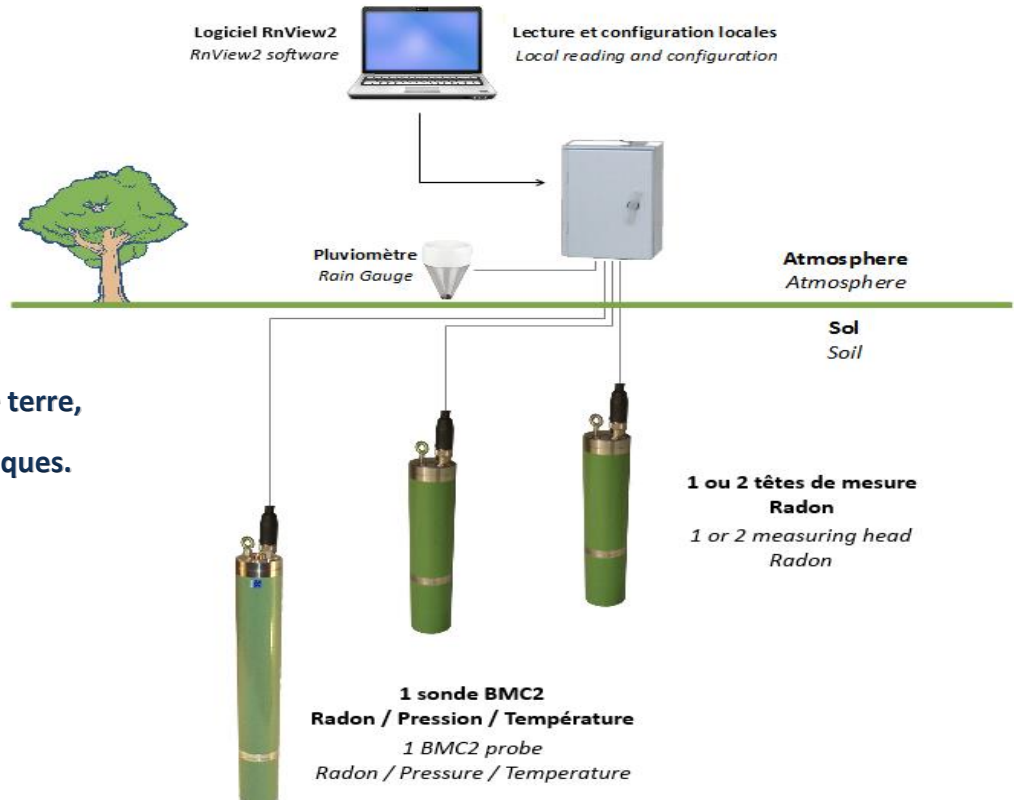 Logiciel RnView2
RnView2 software
Lecture et configuration locales
Local reading and configuration
Pluviomètre
Rain Gauge
Atmosphere
Atmosphere
Sol
Soil
terre,
ques.
1 ou 2 têtes de mesure
Radon
1 or 2 measuring head
Radon
1 sonde BMC2
Radon / Pression / Température
1 BMC2 probe
Radon / Pressure / Temperature